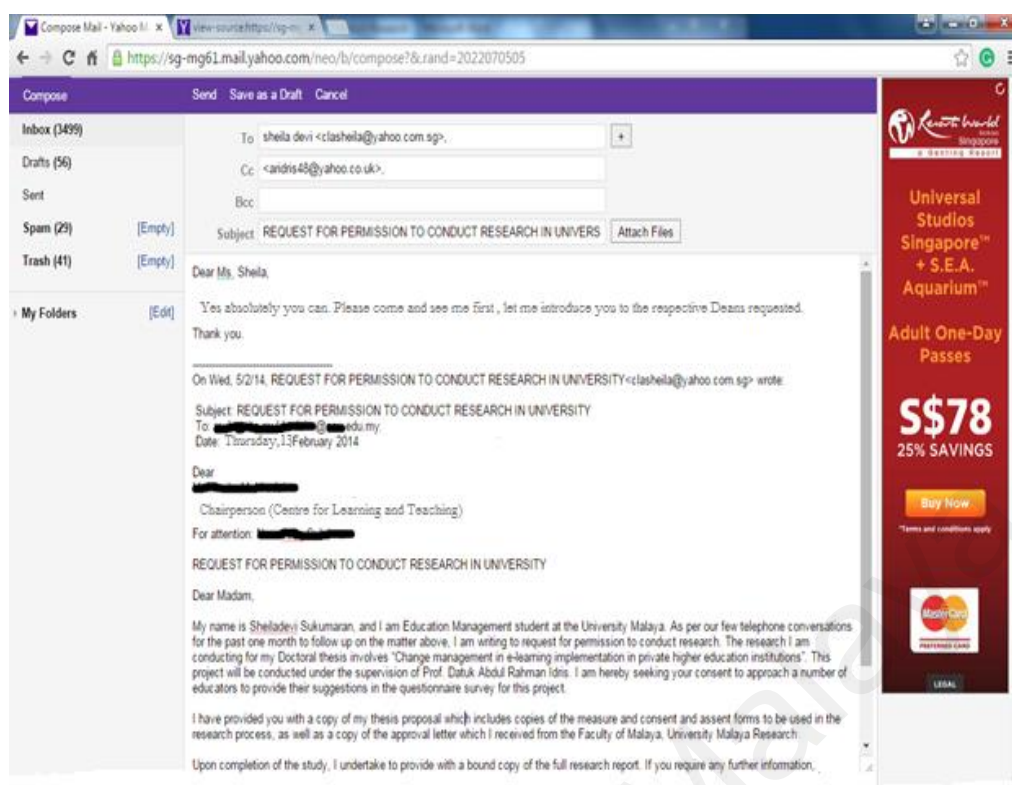 Compose Mail - Yahoo M
view-source:https://sg-m
https://sg-mg61.mail.yahoo.com/neo/b/compose?&.rand=2022070505
Compose
Send Save as a Draft Cancel
Inbox (3499)
Drafts (56)
Sent
Spam (29) [Empty]
Trash (41) [Empty]
My Folders [Edit]
To sheila devi <clasheila@yahoo.com.sg>,
+
Cc <aridris48@yahoo.co.uk>,
Bcc
Subject REQUEST FOR PERMISSION TO CONDUCT RESEARCH IN UNIVERS
Attach Files
Dear Ms, Sheila,
Yes absolutely you can. Please come and see me first , let me introduce you to the respective Deans requested.
Thank you.
On Wed, 5/2/14, REQUEST FOR PERMISSION TO CONDUCT RESEARCH IN UNIVERSITY<clasheila@yahoo.com.sg> wrote:
Subject: REQUEST FOR PERMISSION TO CONDUCT RESEARCH IN UNIVERSITY
To: @ edu.my.
Date: Thursday,13February 2014
Dear
Chairperson (Centre for Learning and Teaching)
For attention:
REQUEST FOR PERMISSION TO CONDUCT RESEARCH IN UNIVERSITY
Dear Madam,
My name is Sheiladevi Sukumaran, and I am Education Management student at the University Malaya. As per our few telephone conversations
for the past one month to follow up on the matter above, I am writing to request for permission to conduct research. The research I am
conducting for my Doctoral thesis involves "Change management in e-learning implementation in private higher education institutions". This
project will be conducted under the supervision of Prof. Datuk Abdul Rahman Idris. I am hereby seeking your consent to approach a number of
educators to provide their suggestions in the questionnaire survey for this project.
I have provided you with a copy of my thesis proposal which includes copies of the measure and consent and assent forms to be used in the
research process, as well as a copy of the approval letter which I received from the Faculty of Malaya, University Malaya Research
Upon completion of the study, I undertake to provide with a bound copy of the full research report. If you require any further information,
Resorts World
Sentosa
Singapore
a Genting Resort
Universal
Studios
Singapore™
+ S.E.A.
Aquarium™
Adult One-Day
Passes
S$78
25% SAVINGS
Buy Now
*Terms and conditions apply
MasterCard
PREFERRED CARD
LEGAL